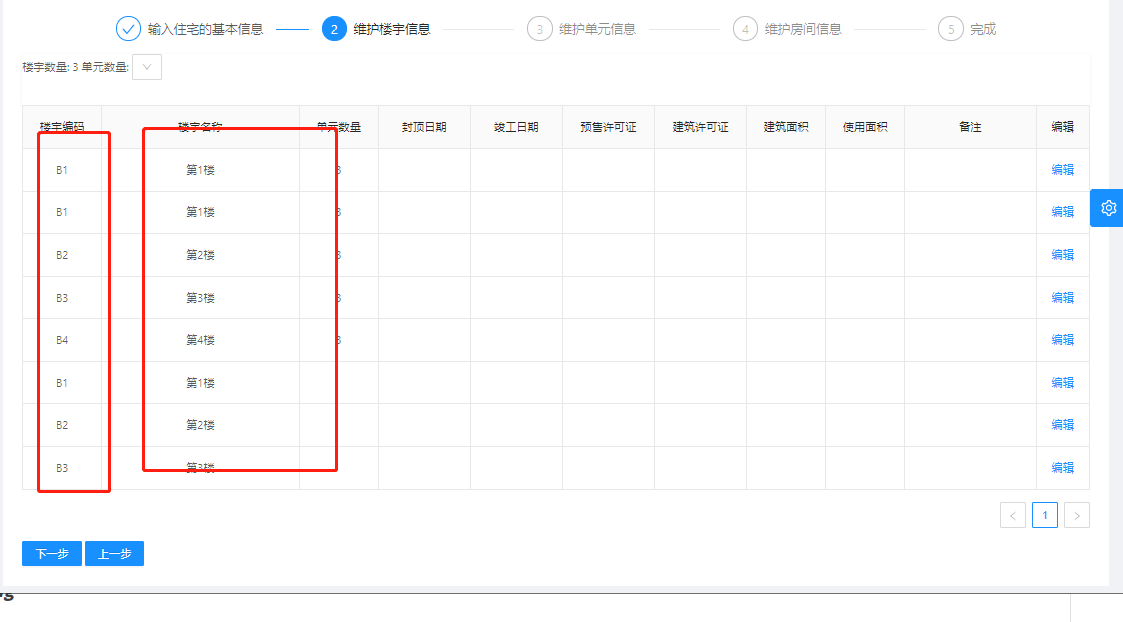 输入住宅的基本信息 2 维护楼宇信息 3 维护单元信息 4 维护房间信息 5 完成
楼宇数量: 3 单元数量:
楼宇编码 楼宇名称 单元数量 封顶日期 竣工日期 预售许可证 建筑许可证 建筑面积 使用面积 备注 编辑
B1 第1楼 3 编辑
B1 第1楼 3 编辑
B2 第2楼 3 编辑
B3 第3楼 3 编辑
B4 第4楼 3 编辑
B1 第1楼 编辑
B2 第2楼 编辑
B3 第3楼 编辑
< 1 >
下一步 上一步